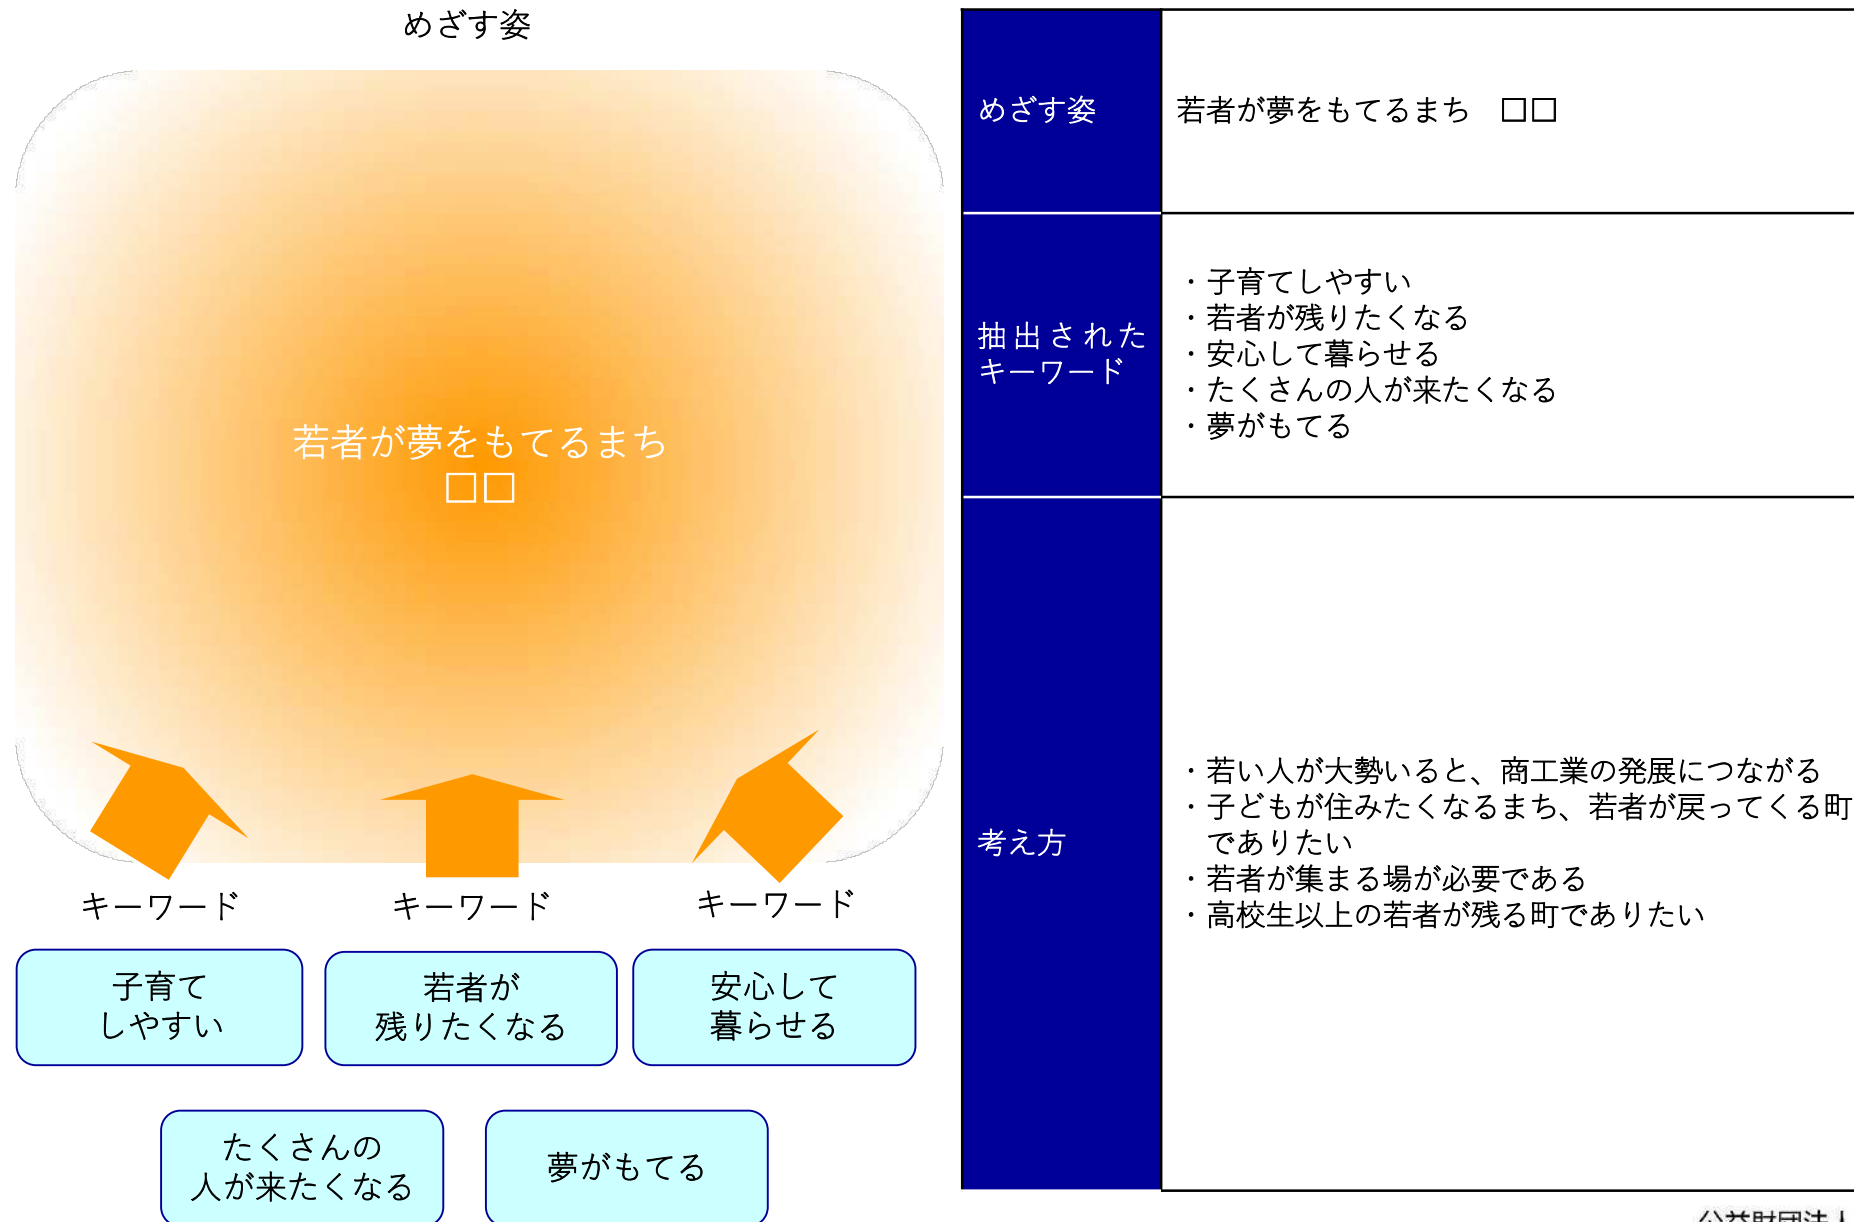 めざす姿
若者が夢をもてるまち
□□
キーワード
キーワード
キーワード
子育て
しやすい
若者が
残りたくなる
安心して
暮らせる
たくさんの
人が来たくなる
夢がもてる
めざす姿
若者が夢をもてるまち　□□
抽出された
キーワード
・子育てしやすい
・若者が残りたくなる
・安心して暮らせる
・たくさんの人が来たくなる
・夢がもてる
考え方
・若い人が大勢いると、商工業の発展につながる
・子どもが住みたくなるまち、若者が戻ってくる町
でありたい
・若者が集まる場が必要である
・高校生以上の若者が残る町でありたい
公益財団法人